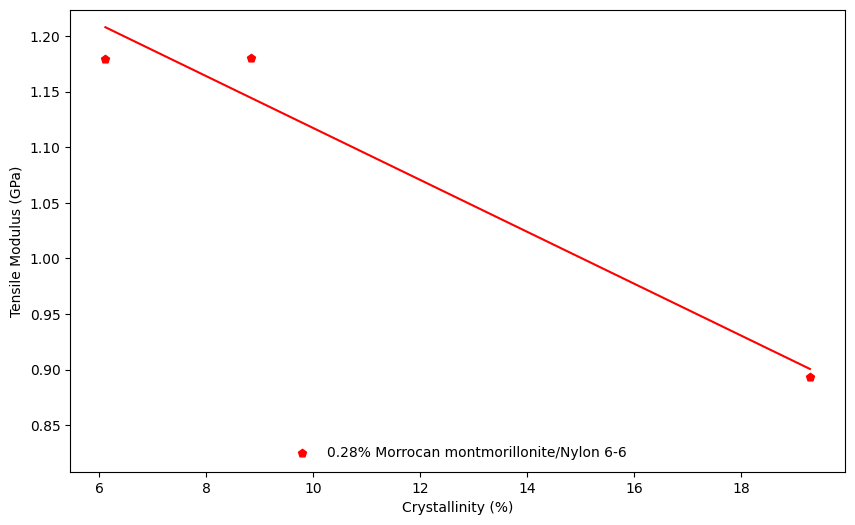 1.20
1.15
1.10
1.05
1.00
0.95
0.90
0.85
Tensile Modulus (GPa)
0.28% Morrocan montmorillonite/Nylon 6-6
6 8 10 12 14 16 18
Crystallinity (%)